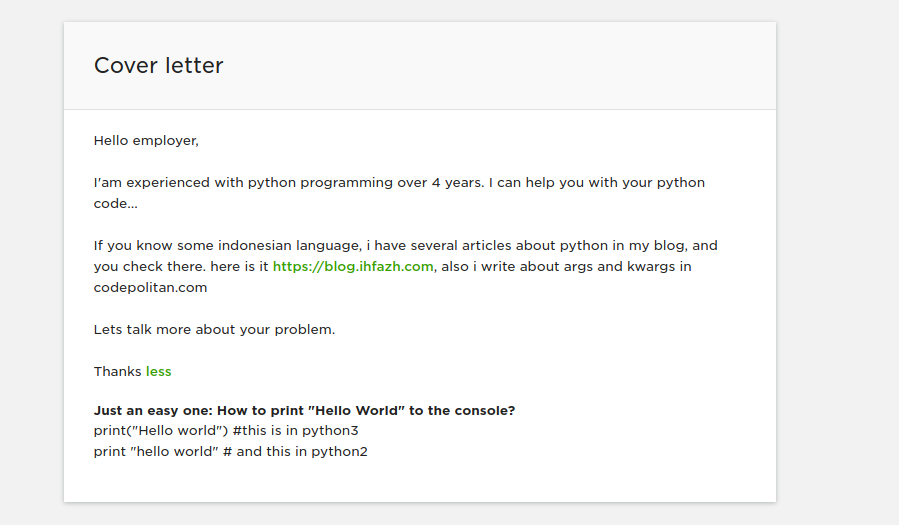 Cover letter
Hello employer,
I'am experienced with python programming over 4 years. I can help you with your python
code...
If you know some indonesian language, i have several articles about python in my blog, and
you check there. here is it https://blog.ihfazh.com, also i write about args and kwargs in
codepolitan.com
Lets talk more about your problem.
Thanks less
Just an easy one: How to print "Hello World" to the console?
print("Hello world") #this is in python3
print "hello world" # and this in python2